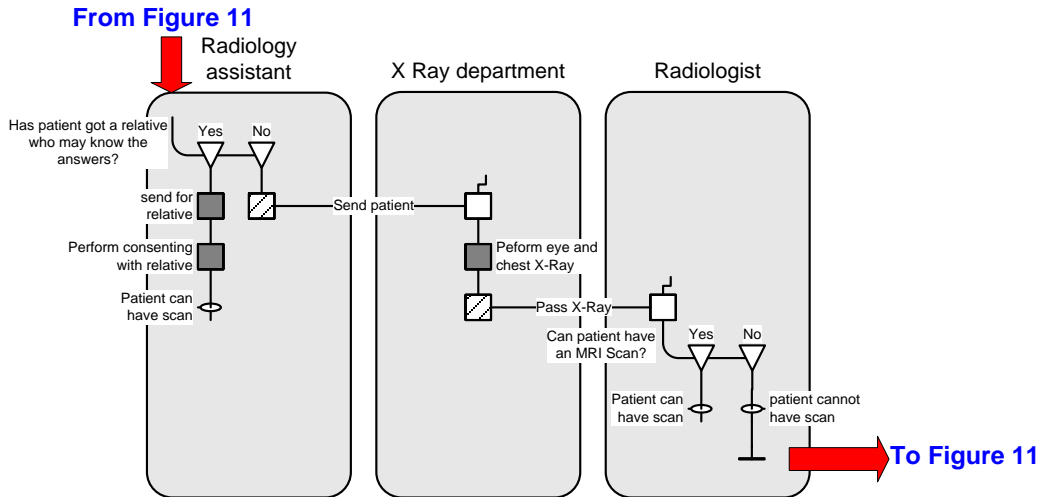 From Figure 11
Radiology
assistant
X Ray department
Radiologist
Has patient got a relative
who may know the
answers?
Yes
No
send for
relative
Send patient
Perform consenting
with relative
Peform eye and
chest X-Ray
Patient can
have scan
Pass X-Ray
Can patient have
an MRI Scan?
Yes
No
Patient can
have scan
patient cannot
have scan
To Figure 11